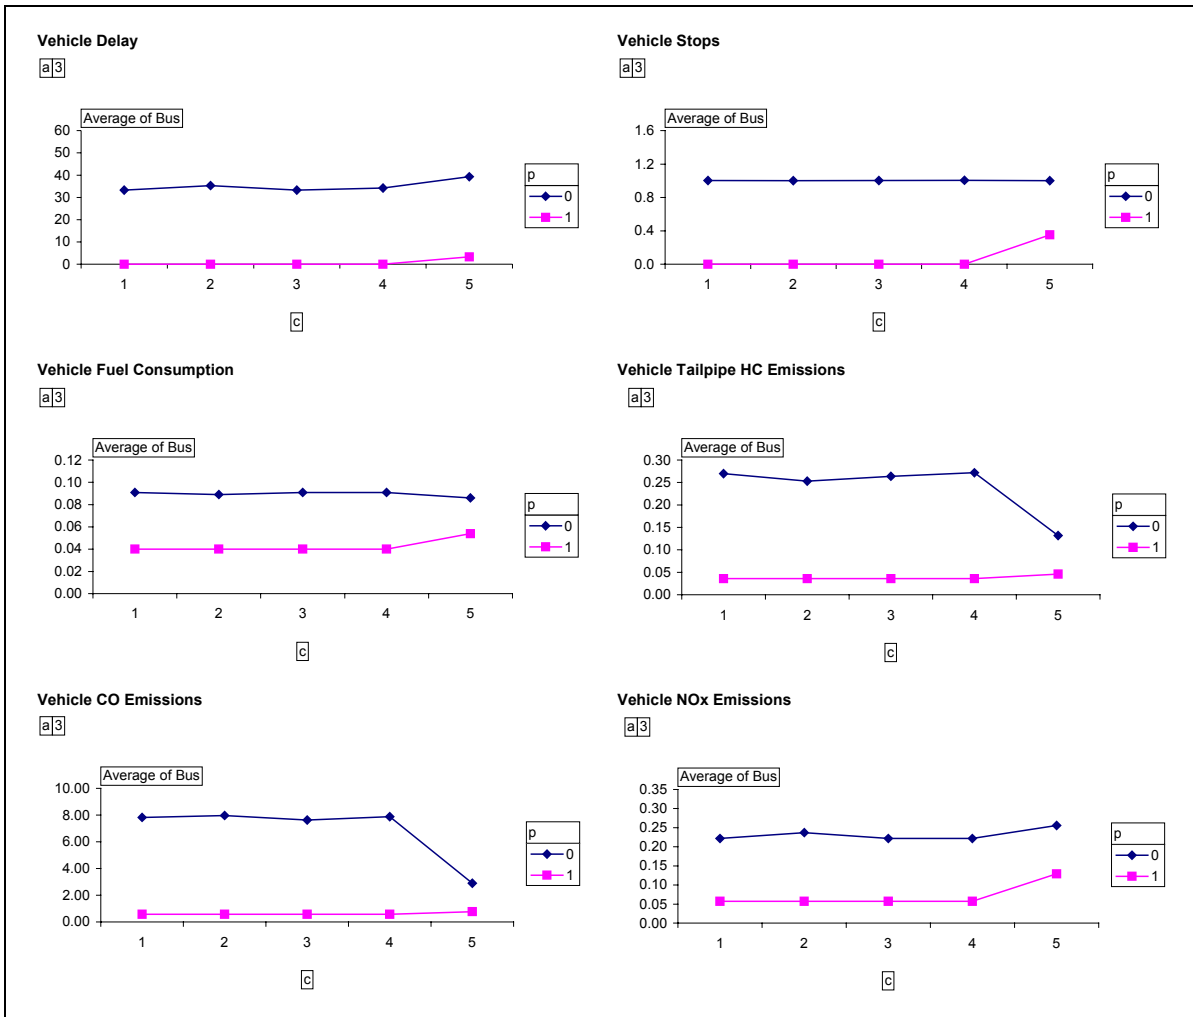 Vehicle Delay
a 3
Average of Bus
60
50
40
30
20
10
0
1 2 3 4 5
c
p
0
1
Vehicle Stops
a 3
Average of Bus
1.6
1.2
0.8
0.4
0.0
1 2 3 4 5
c
p
0
1
Vehicle Fuel Consumption
a 3
Average of Bus
0.12
0.10
0.08
0.06
0.04
0.02
0.00
1 2 3 4 5
c
p
0
1
Vehicle Tailpipe HC Emissions
a 3
Average of Bus
0.30
0.25
0.20
0.15
0.10
0.05
0.00
1 2 3 4 5
c
p
0
1
Vehicle CO Emissions
a 3
Average of Bus
10.00
8.00
6.00
4.00
2.00
0.00
1 2 3 4 5
c
p
0
1
Vehicle NOx Emissions
a 3
Average of Bus
0.35
0.30
0.25
0.20
0.15
0.10
0.05
0.00
1 2 3 4 5
c
p
0
1